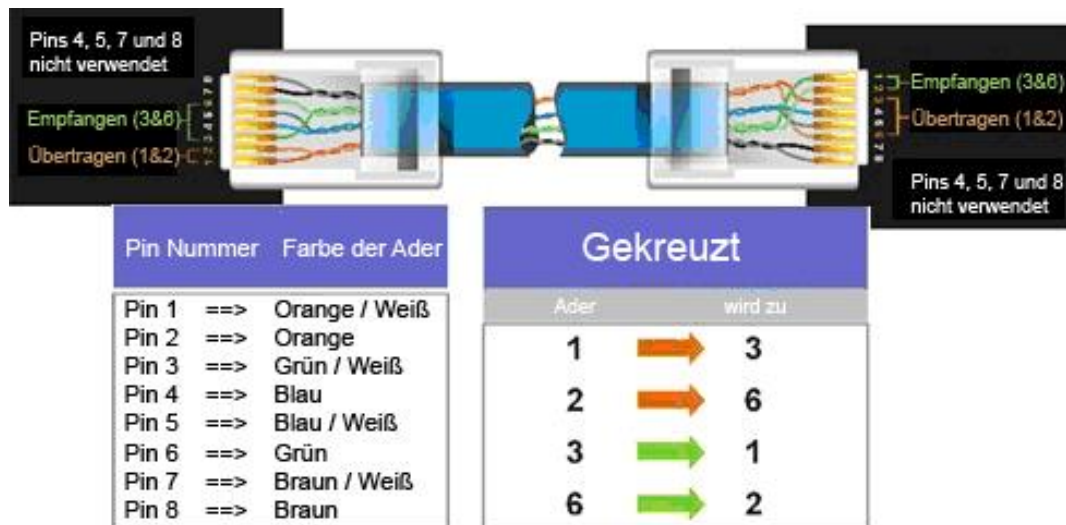 Pins 4, 5, 7 und 8
nicht verwendet
Empfangen (3&6)
Übertragen (1&2)
Empfangen (3&6)
Übertragen (1&2)
Pins 4, 5, 7 und 8
nicht verwendet
Pin Nummer Farbe der Ader
Pin 1 ==> Orange / Weiß
Pin 2 ==> Orange
Pin 3 ==> Grün / Weiß
Pin 4 ==> Blau
Pin 5 ==> Blau / Weiß
Pin 6 ==> Grün
Pin 7 ==> Braun / Weiß
Pin 8 ==> Braun
Gekreuzt
Ader wird zu
1 3
2 6
3 1
6 2